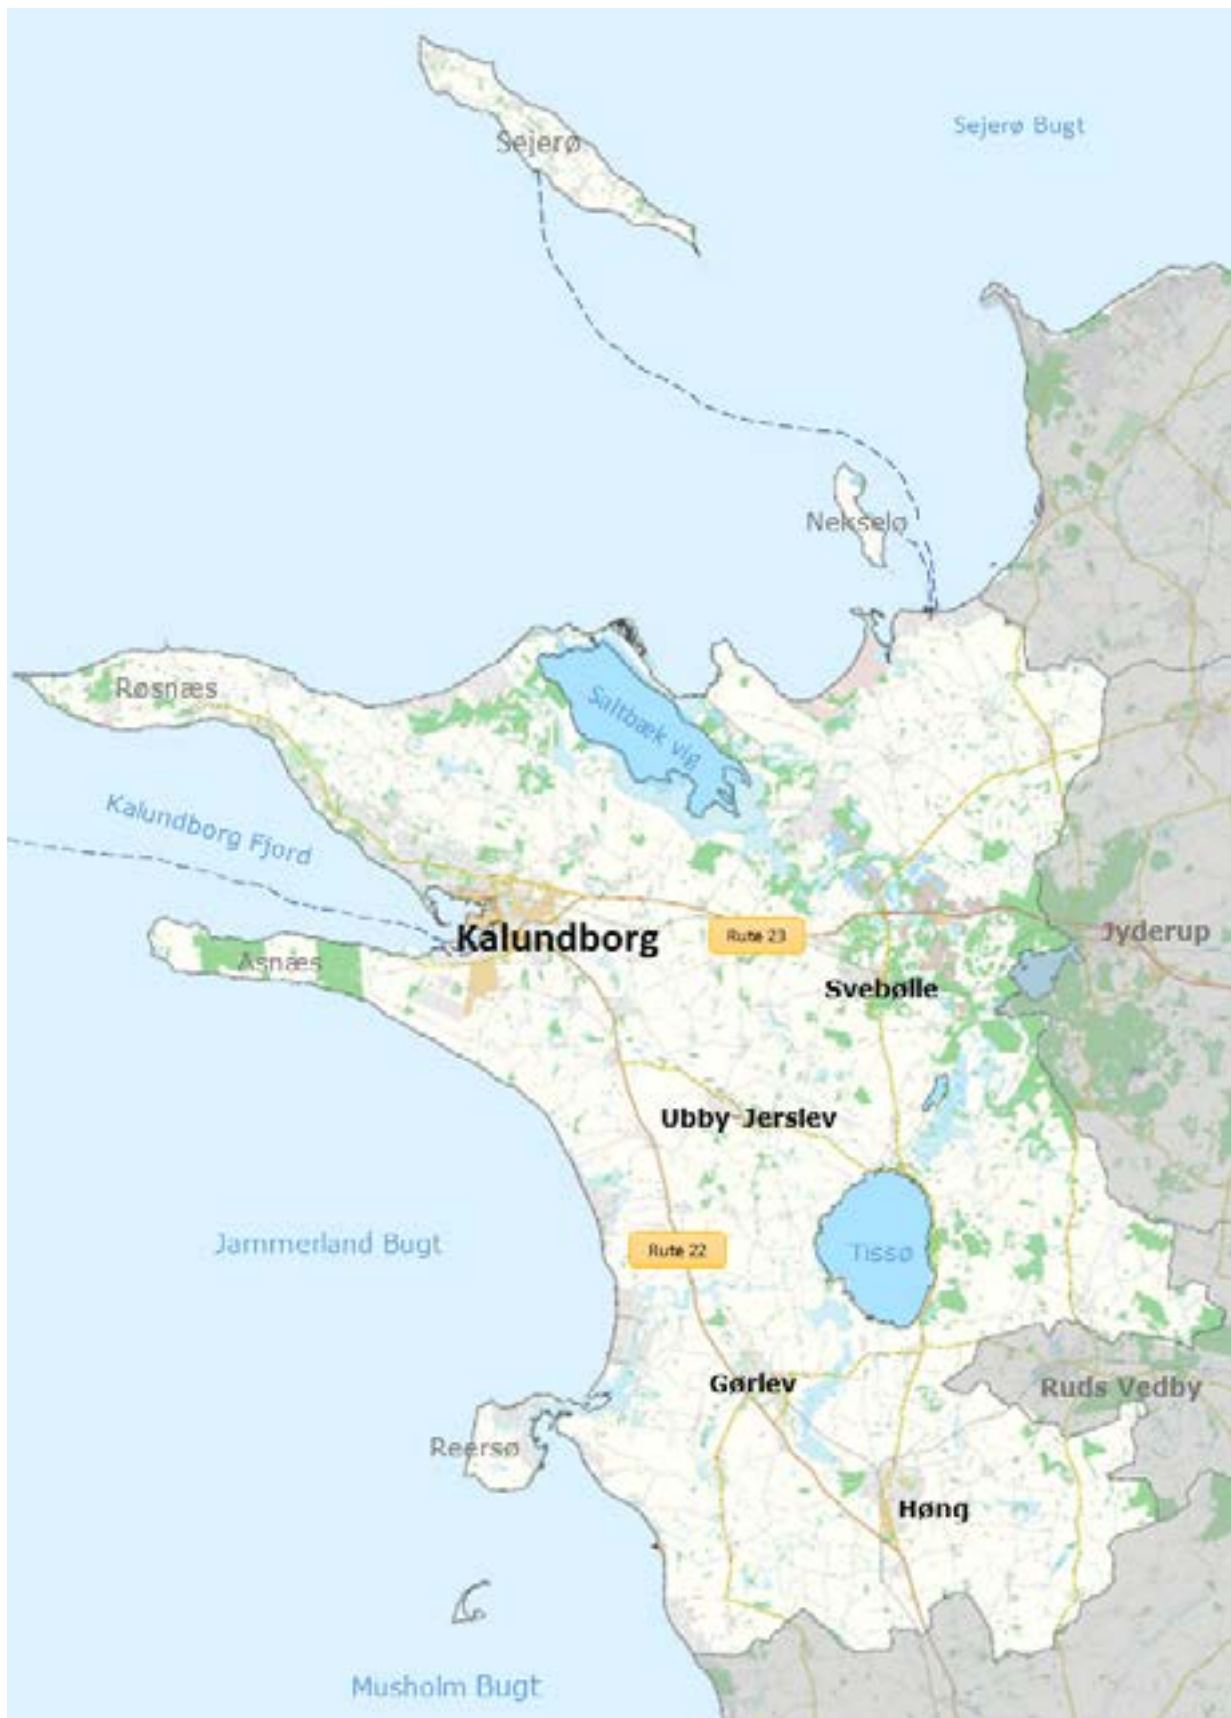 Sejerø Bugt
Sejerø
Nekselø
Røsnæs
Saltbæk vig
Kalundborg Fjord
Kalundborg
Rute 23
Jyderup
Asnæs
Svebølle
Ubby Jerslev
Jammerland Bugt
Rute 22
Tissø
Gørlev
Ruds Vedby
Reersø
Høng
Musholm Bugt